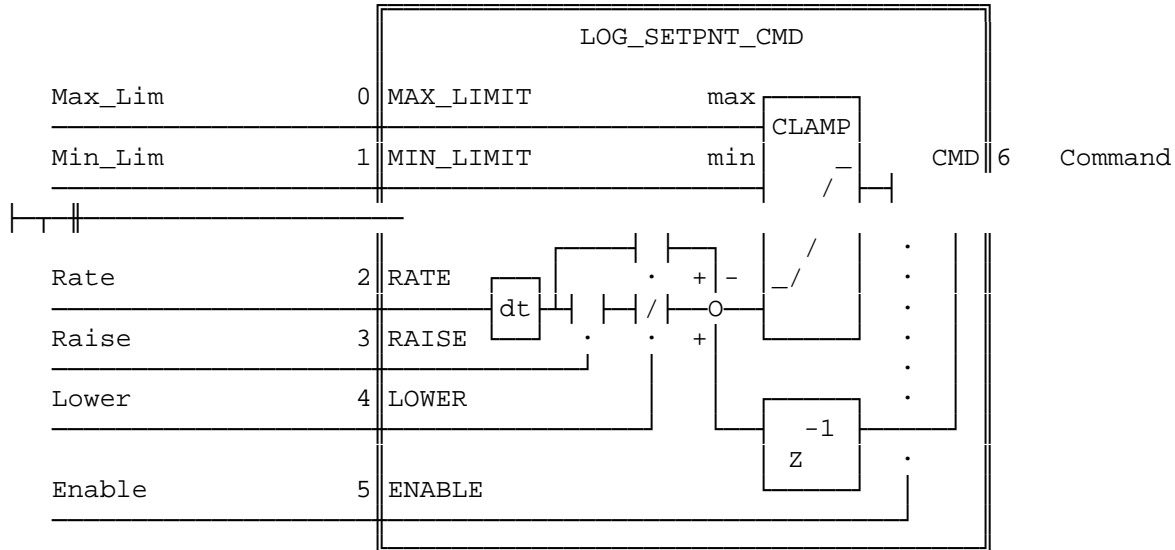 LOG_SETPNT_CMD
Max_Lim 0 MAX_LIMIT max
CLAMP
Min_Lim 1 MIN_LIMIT min CMD 6 Command
Rate 2 RATE + -
dt
Raise 3 RAISE +
Lower 4 LOWER
-1
Z
Enable 5 ENABLE